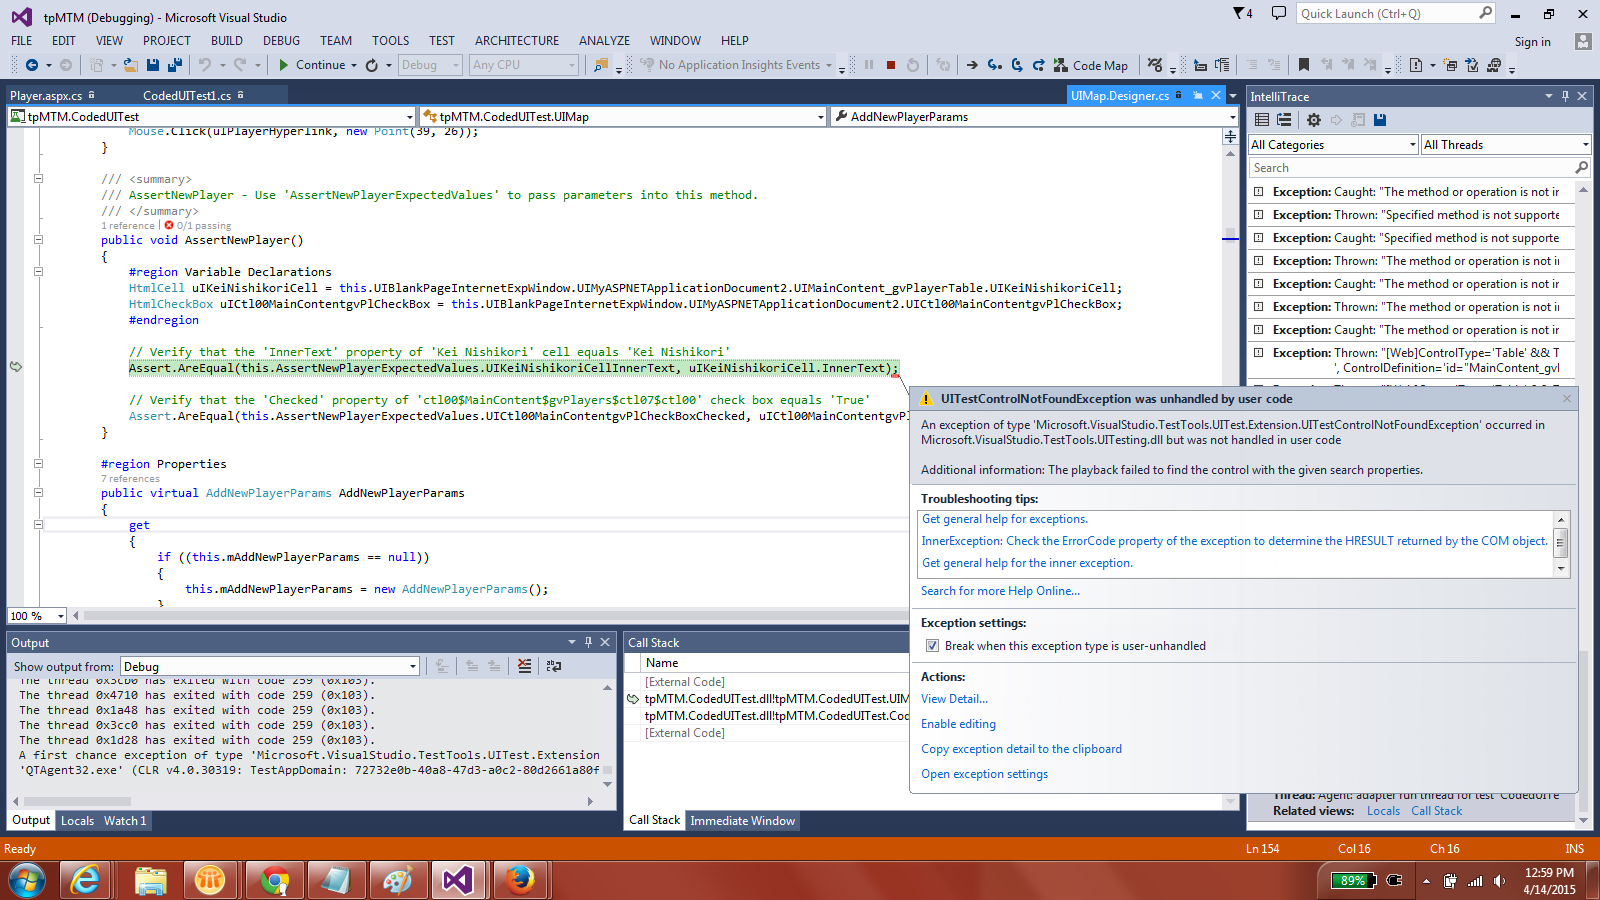 tpMTM (Debugging) - Microsoft Visual Studio
4
Quick Launch (Ctrl+Q)
FILE EDIT VIEW PROJECT BUILD DEBUG TEAM TOOLS TEST ARCHITECTURE ANALYZE WINDOW HELP
Sign in
Continue Debug Any CPU No Application Insights Events Code Map
Player.aspx.cs CodedUITest1.cs UIMap.Designer.cs
tpMTM.CodedUITest tpMTM.CodedUITest.UIMap AddNewPlayerParams
Mouse.Click(uIPlayerHyperlink, new Point(39, 26));
}
/// <summary>
/// AssertNewPlayer - Use 'AssertNewPlayerExpectedValues' to pass parameters into this method.
/// </summary>
1 reference | 0/1 passing
public void AssertNewPlayer()
{
#region Variable Declarations
HtmlCell uIKeiNishikoriCell = this.UIBlankPageInternetExpWindow.UIMyASPNETApplicationDocument2.UIMainContent_gvPlayerTable.UIKeiNishikoriCell;
HtmlCheckBox uICtl00MainContentgvPlCheckBox = this.UIBlankPageInternetExpWindow.UIMyASPNETApplicationDocument2.UICtl00MainContentgvPlCheckBox;
#endregion
// Verify that the 'InnerText' property of 'Kei Nishikori' cell equals 'Kei Nishikori'
Assert.AreEqual(this.AssertNewPlayerExpectedValues.UIKeiNishikoriCellInnerText, uIKeiNishikoriCell.InnerText);
// Verify that the 'Checked' property of 'ctl00$MainContent$gvPlayers$ctl07$ctl00' check box equals 'True'
Assert.AreEqual(this.AssertNewPlayerExpectedValues.UICtl00MainContentgvPlCheckBoxChecked, uICtl00MainContentgvPl
}
#region Properties
7 references
public virtual AddNewPlayerParams AddNewPlayerParams
{
get
{
if ((this.mAddNewPlayerParams == null))
{
this.mAddNewPlayerParams = new AddNewPlayerParams();
}
100 %
IntelliTrace
All Categories All Threads
Search
Exception: Caught: "The method or operation is not ir
Exception: Thrown: "Specified method is not supporte
Exception: Caught: "Specified method is not supporte
Exception: Thrown: "The method or operation is not ir
Exception: Caught: "The method or operation is not ir
Exception: Thrown: "The method or operation is not ir
Exception: Caught: "The method or operation is not ir
Exception: Thrown: "[Web]ControlType='Table' && T
', ControlDefinition='id="MainContent_gvl
UITestControlNotFoundException was unhandled by user code
An exception of type 'Microsoft.VisualStudio.TestTools.UITest.Extension.UITestControlNotFoundException' occurred in
Microsoft.VisualStudio.TestTools.UITesting.dll but was not handled in user code
Additional information: The playback failed to find the control with the given search properties.
Troubleshooting tips:
Get general help for exceptions.
InnerException: Check the ErrorCode property of the exception to determine the HRESULT returned by the COM object.
Get general help for the inner exception.
Search for more Help Online...
Exception settings:
Break when this exception type is user-unhandled
Actions:
View Detail...
Enable editing
Copy exception detail to the clipboard
Open exception settings
Thread: Agent: adapter run thread for test 'CodedUITe
Related views: Locals Call Stack
Output
Show output from: Debug
The thread 0x3cb0 has exited with code 259 (0x103).
The thread 0x4710 has exited with code 259 (0x103).
The thread 0x1a48 has exited with code 259 (0x103).
The thread 0x3cc0 has exited with code 259 (0x103).
The thread 0x1d28 has exited with code 259 (0x103).
A first chance exception of type 'Microsoft.VisualStudio.TestTools.UITest.Extension
'QTAgent32.exe' (CLR v4.0.30319: TestAppDomain: 72732e0b-40a8-47d3-a0c2-80d2661a80f
Output Locals Watch 1
Call Stack
Name
[External Code]
tpMTM.CodedUITest.dll!tpMTM.CodedUITest.UIM
tpMTM.CodedUITest.dll!tpMTM.CodedUITest.Cod
[External Code]
Call Stack Immediate Window
Ready Ln 154 Col 16 Ch 16 INS
89%
12:59 PM
4/14/2015